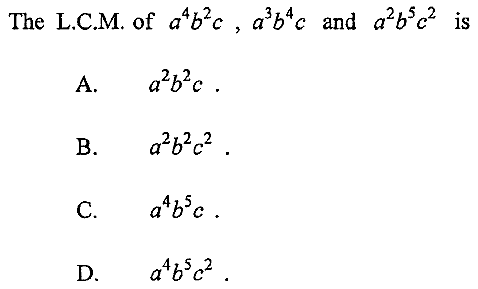 The L.C.M. of a⁴b²c , a³b⁴c and a²b⁵c² is
A. a²b²c .
B. a²b²c² .
C. a⁴b⁵c .
D. a⁴b⁵c² .